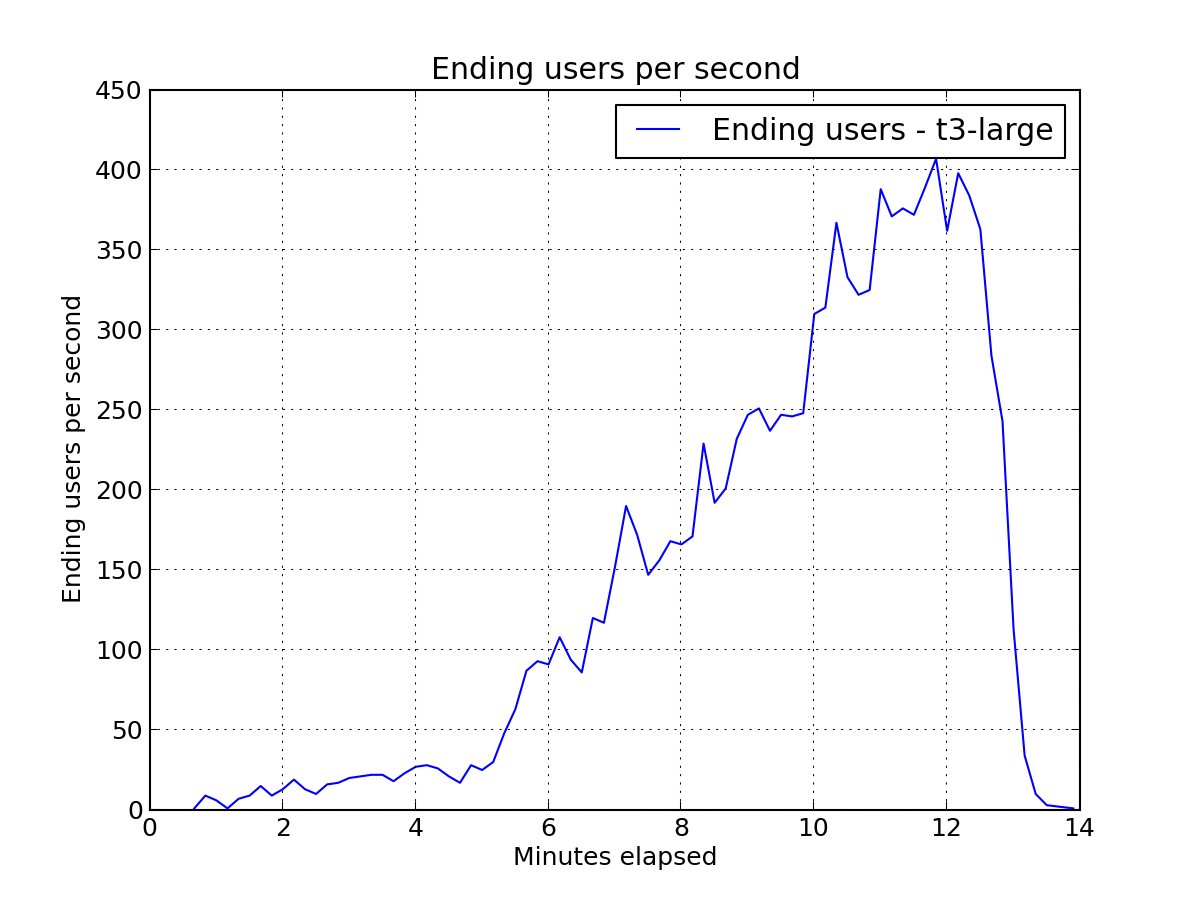 Ending users per second
Ending users - t3-large
Ending users per second
450
400
350
300
250
200
150
100
50
0
0 2 4 6 8 10 12 14
Minutes elapsed